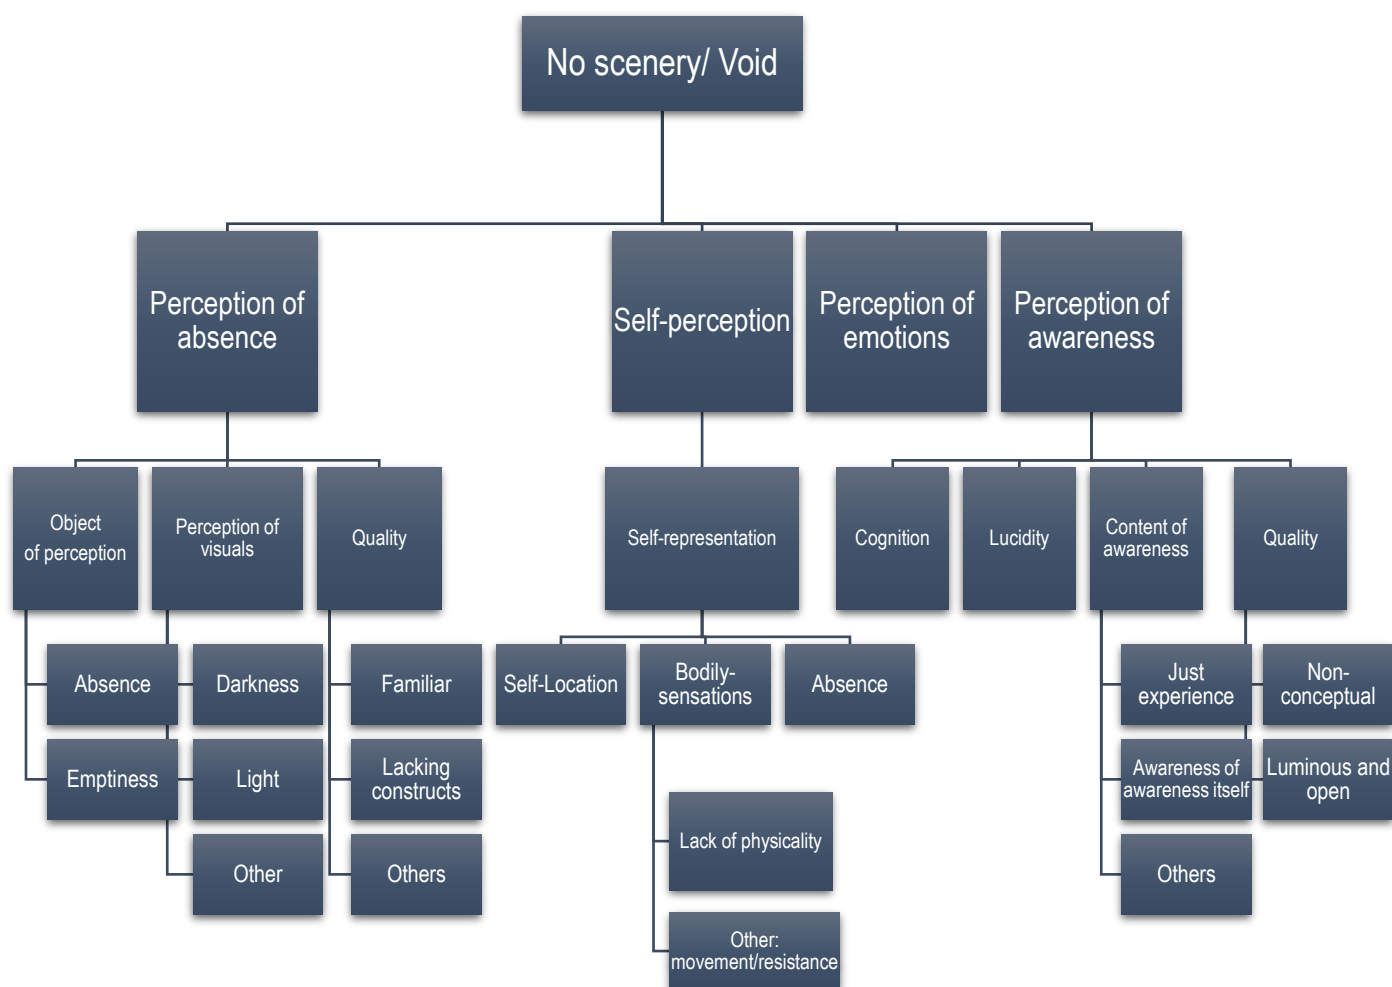 No scenery/ Void
Perception of
absence
Self-perception
Perception of
emotions
Perception of
awareness
Object
of perception
Perception of
visuals
Quality
Self-representation
Cognition
Lucidity
Content of
awareness
Quality
Absence
Emptiness
Darkness
Light
Other
Familiar
Lacking
constructs
Others
Self-Location
Bodily-
sensations
Absence
Lack of physicality
Other:
movement/resistance
Just
experience
Awareness of
awareness itself
Others
Non-
conceptual
Luminous and
open